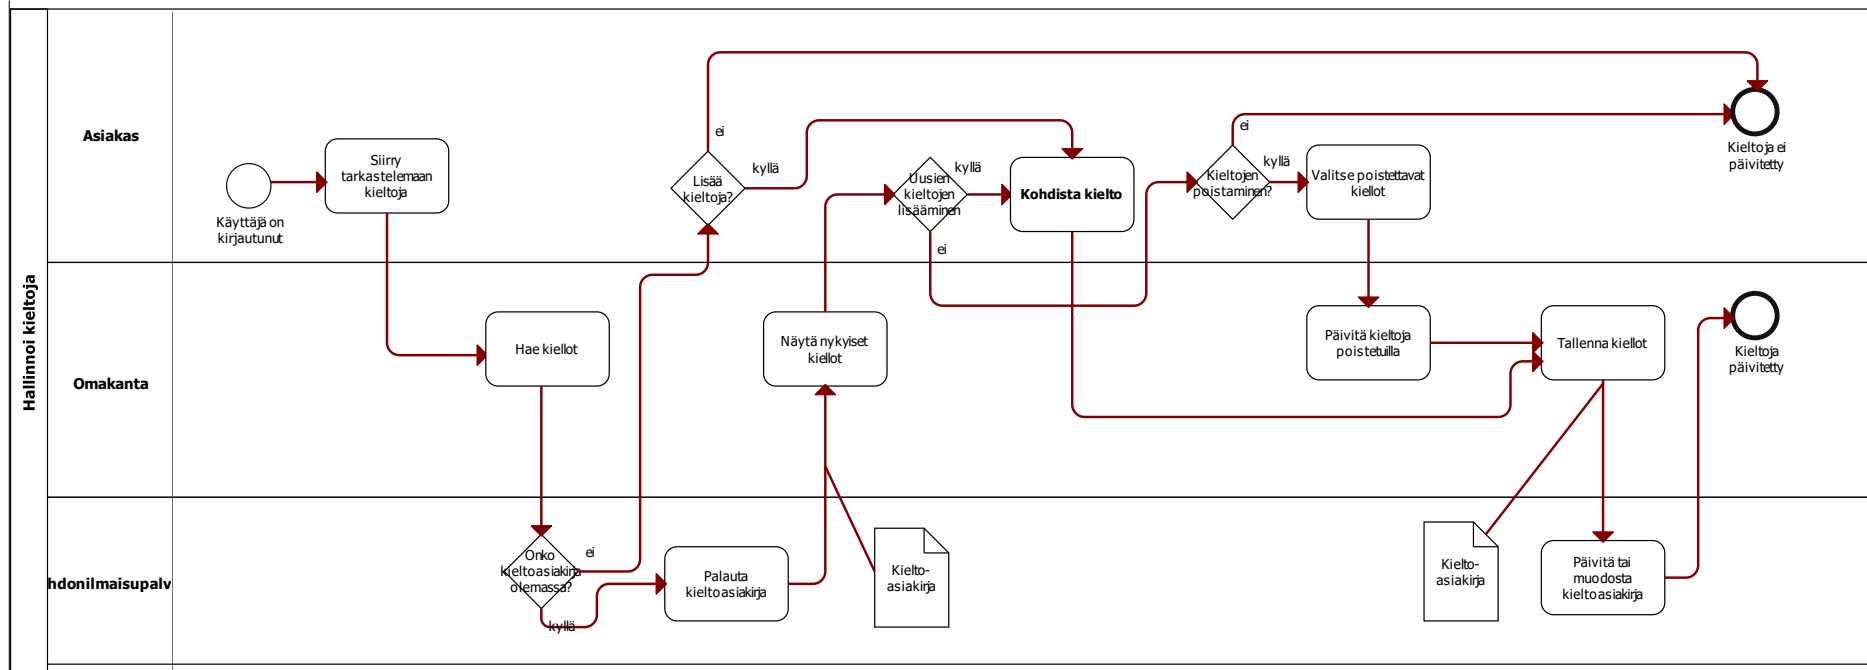 Hallinnoi kieltoja
Asiakas
Käyttäjä on
kirjautunut
Siirry
tarkastelemaan
kieltoja
Lisää
kieltoja?
ei
kyllä
Uusien
kieltojen
lisääminen
kyllä
ei
Kohdista kielto
Kieltojen
poistaminen?
ei
kyllä
Valitse poistettavat
kiellot
Kieltoja ei
päivitetty
Omakanta
Hae kiellot
Näytä nykyiset
kiellot
Päivitä kieltoja
poistetuilla
Tallenna kiellot
Kieltoja
päivitetty
hdonilmaisupalv
Onko
kieltoasiakirja
olemassa?
ei
kyllä
Palauta
kieltoasiakirja
Kielto-
asiakirja
Kielto-
asiakirja
Päivitä tai
muodosta
kieltoasiakirja